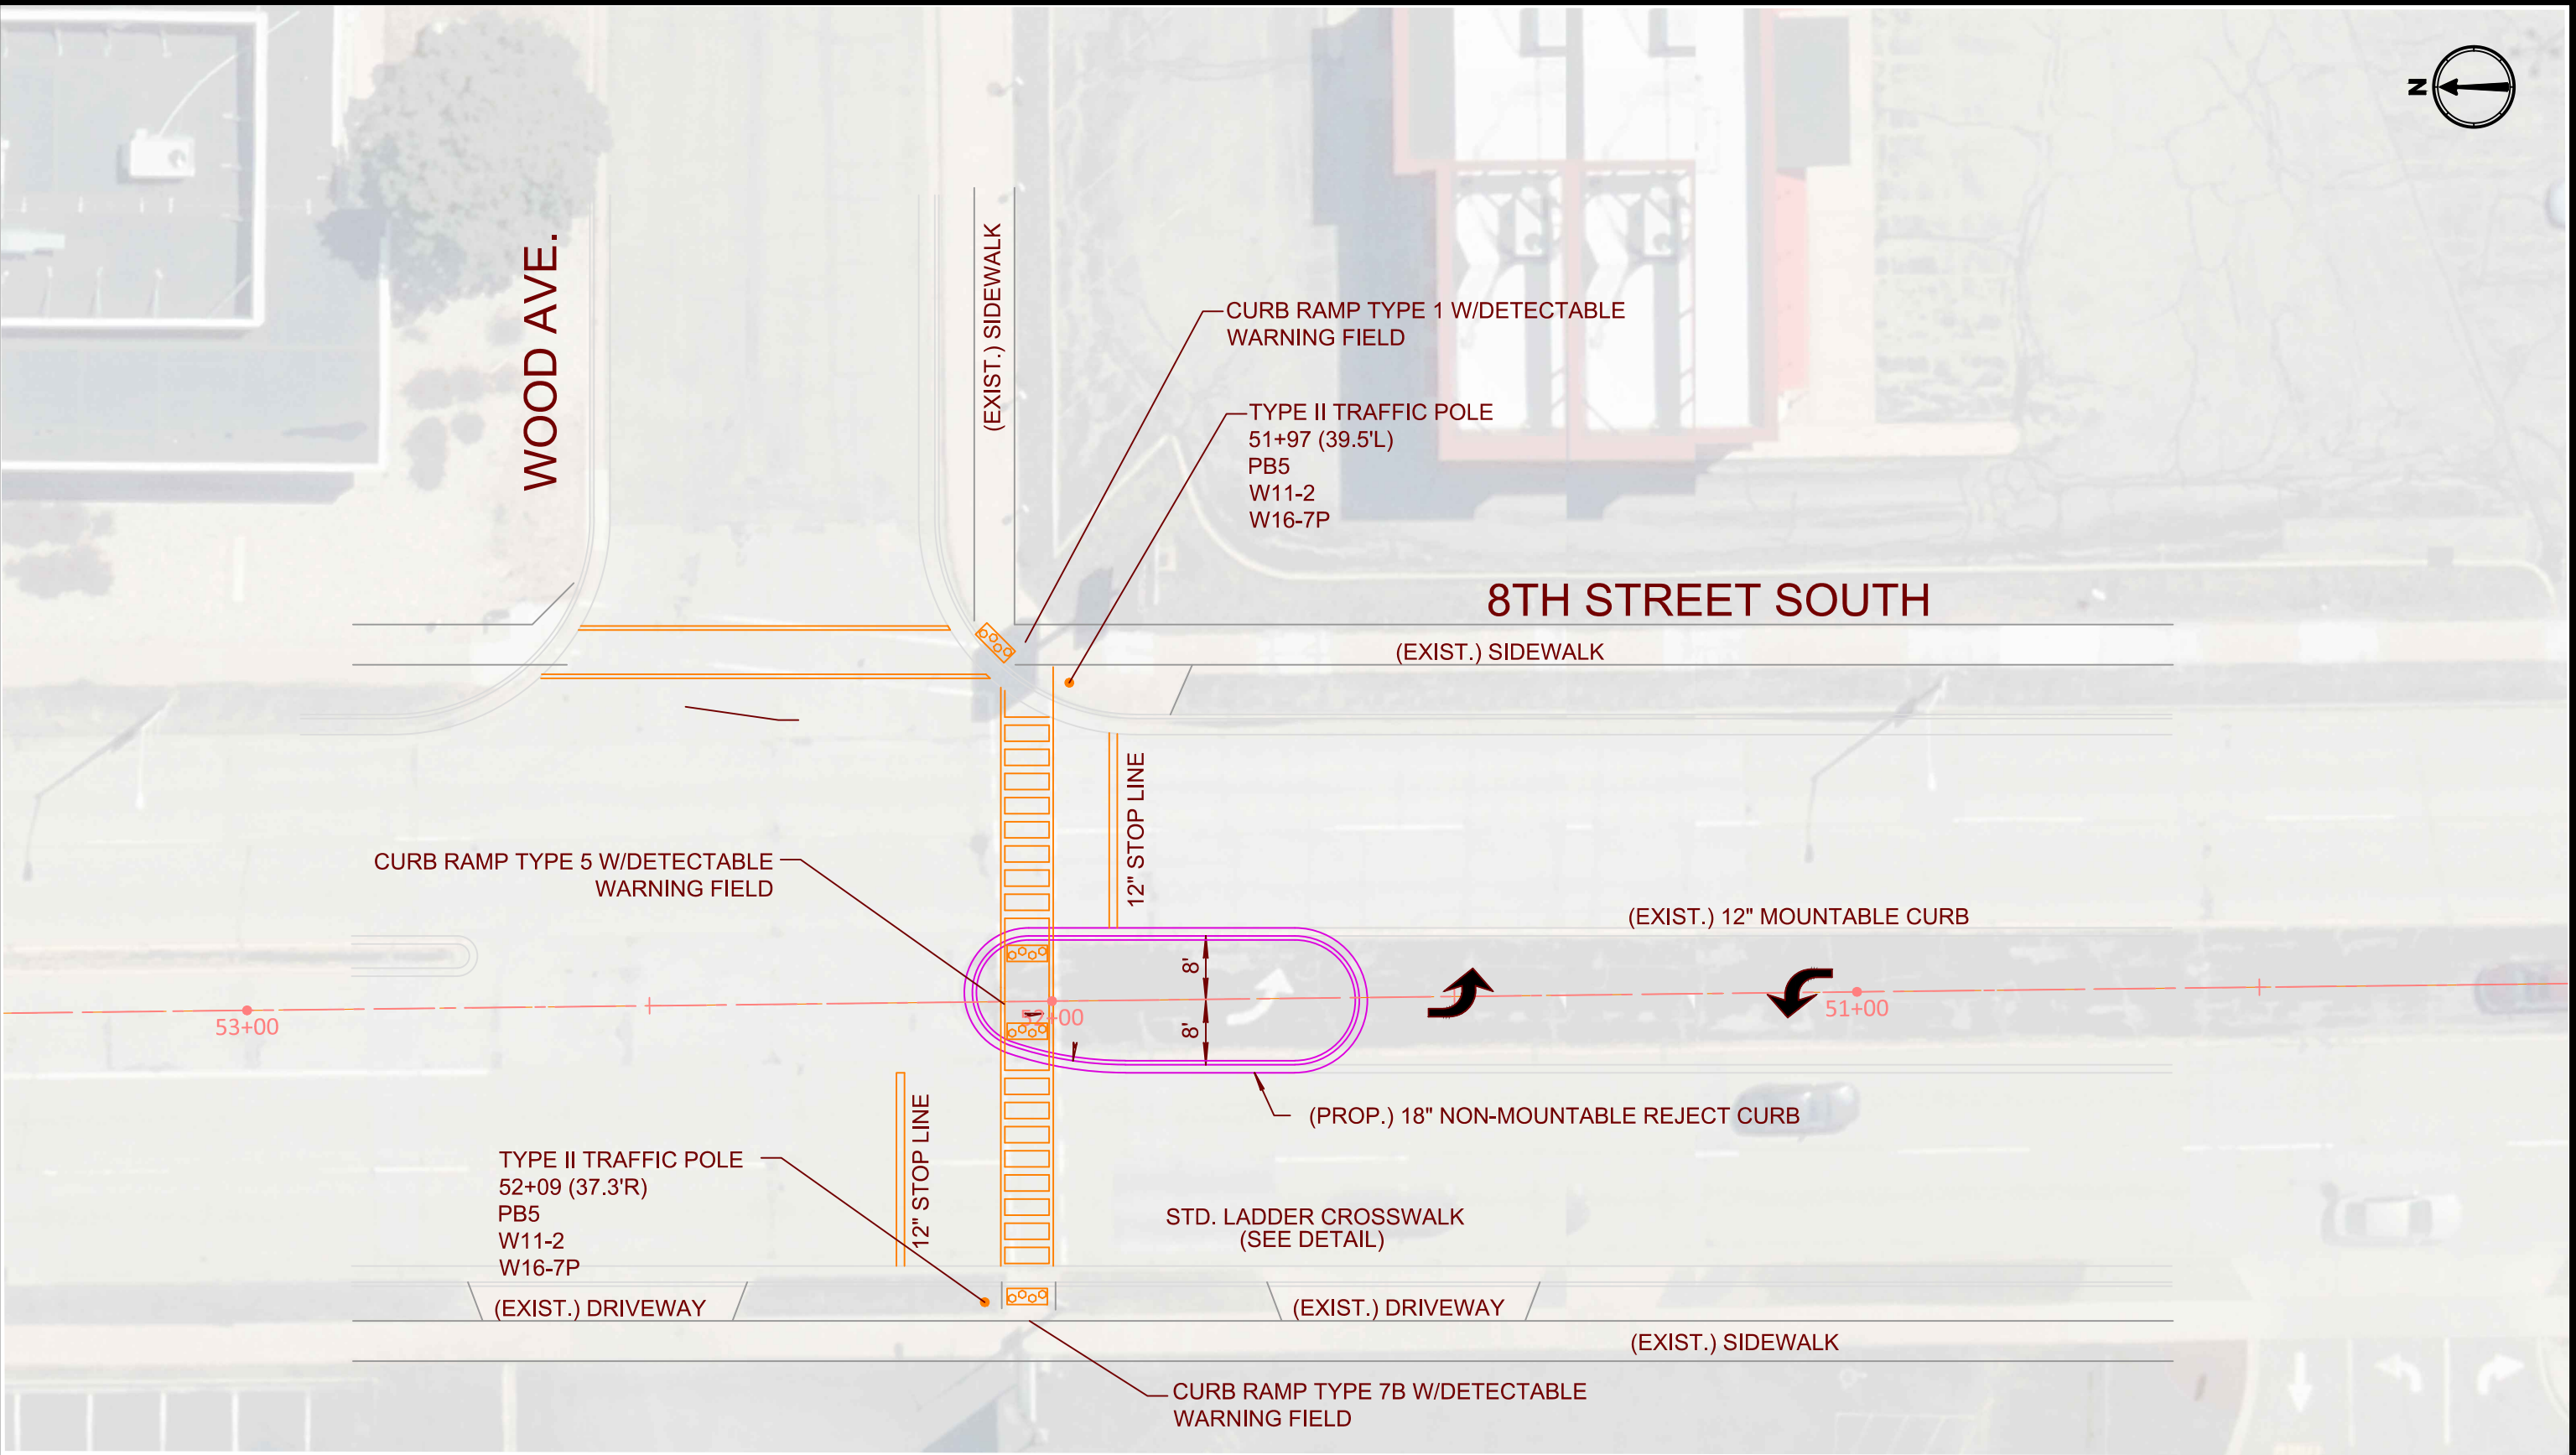 N
WOOD AVE.
(EXIST.) SIDEWALK
CURB RAMP TYPE 1 W/DETECTABLE
WARNING FIELD
TYPE II TRAFFIC POLE
51+97 (39.5'L)
PB5
W11-2
W16-7P
8TH STREET SOUTH
(EXIST.) SIDEWALK
12" STOP LINE
CURB RAMP TYPE 5 W/DETECTABLE
WARNING FIELD
(EXIST.) 12" MOUNTABLE CURB
8'
8'
53+00
52+00
51+00
(PROP.) 18" NON-MOUNTABLE REJECT CURB
12" STOP LINE
TYPE II TRAFFIC POLE
52+09 (37.3'R)
PB5
W11-2
W16-7P
STD. LADDER CROSSWALK
(SEE DETAIL)
(EXIST.) DRIVEWAY
(EXIST.) DRIVEWAY
(EXIST.) SIDEWALK
CURB RAMP TYPE 7B W/DETECTABLE
WARNING FIELD